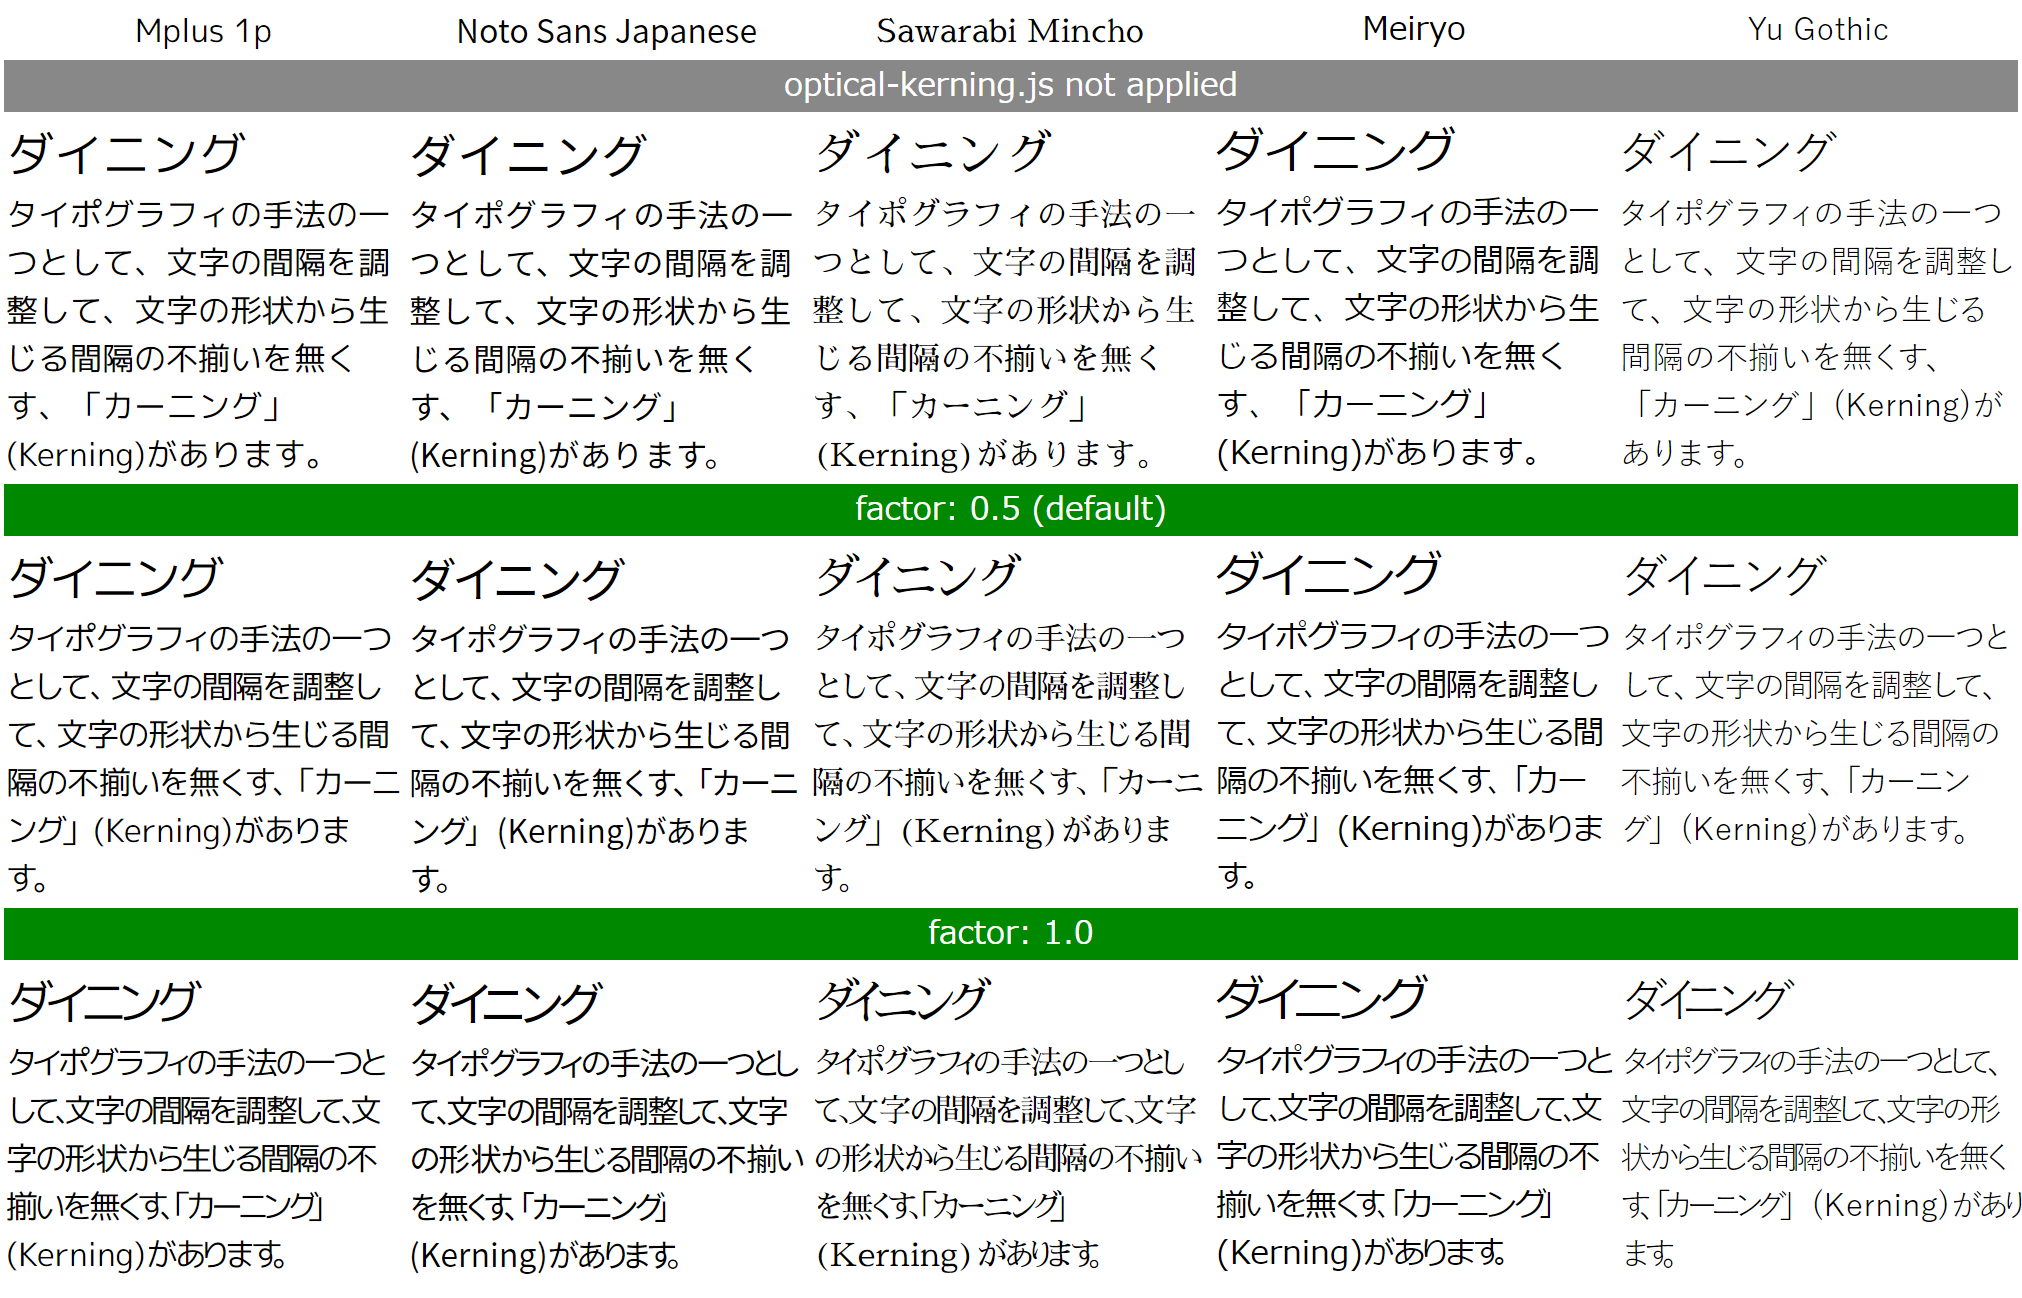 Mplus 1p
Noto Sans Japanese
Sawarabi Mincho
Meiryo
Yu Gothic
optical-kerning.js not applied
ダイニング
タイポグラフィの手法の一
つとして、文字の間隔を調
整して、文字の形状から生
じる間隔の不揃いを無く
す、「カーニング」
(Kerning)があります。
ダイニング
タイポグラフィの手法の一
つとして、文字の間隔を調
整して、文字の形状から生
じる間隔の不揃いを無く
す、「カーニング」
(Kerning)があります。
ダイニング
タイポグラフィの手法の一
つとして、文字の間隔を調
整して、文字の形状から生
じる間隔の不揃いを無く
す、「カーニング」
(Kerning)があります。
ダイニング
タイポグラフィの手法の一
つとして、文字の間隔を調
整して、文字の形状から生
じる間隔の不揃いを無く
す、「カーニング」
(Kerning)があります。
ダイニング
タイポグラフィの手法の一つ
として、文字の間隔を調整し
て、文字の形状から生じる
間隔の不揃いを無くす、
「カーニング」(Kerning)が
あります。
factor: 0.5 (default)
ダイニング
タイポグラフィの手法の一つ
として、文字の間隔を調整し
て、文字の形状から生じる間
隔の不揃いを無くす、「カーニ
ング」(Kerning)がありま
す。
ダイニング
タイポグラフィの手法の一つ
として、文字の間隔を調整し
て、文字の形状から生じる間
隔の不揃いを無くす、「カーニ
ング」(Kerning)がありま
す。
ダイニング
タイポグラフィの手法の一つ
として、文字の間隔を調整し
て、文字の形状から生じる間
隔の不揃いを無くす、「カーニ
ング」(Kerning)がありま
す。
ダイニング
タイポグラフィの手法の一つ
として、文字の間隔を調整し
て、文字の形状から生じる間
隔の不揃いを無くす、「カー
ニング」(Kerning)がありま
す。
ダイニング
タイポグラフィの手法の一つと
して、文字の間隔を調整して、
文字の形状から生じる間隔の
不揃いを無くす、「カーニン
グ」(Kerning)があります。
factor: 1.0
ダイニング
タイポグラフィの手法の一つと
して、文字の間隔を調整して、文
字の形状から生じる間隔の不
揃いを無くす、「カーニング」
(Kerning)があります。
ダイニング
タイポグラフィの手法の一つとし
て、文字の間隔を調整して、文字
の形状から生じる間隔の不揃い
を無くす、「カーニング」
(Kerning)があります。
ダイニング
タイポグラフィの手法の一つとし
て、文字の間隔を調整して、文字
の形状から生じる間隔の不揃い
を無くす、「カーニング」
(Kerning)があります。
ダイニング
タイポグラフィの手法の一つと
して、文字の間隔を調整して、文
字の形状から生じる間隔の不
揃いを無くす、「カーニング」
(Kerning)があります。
ダイニング
タイポグラフィの手法の一つとして、
文字の間隔を調整して、文字の形
状から生じる間隔の不揃いを無く
す、「カーニング」(Kerning)があり
ます。